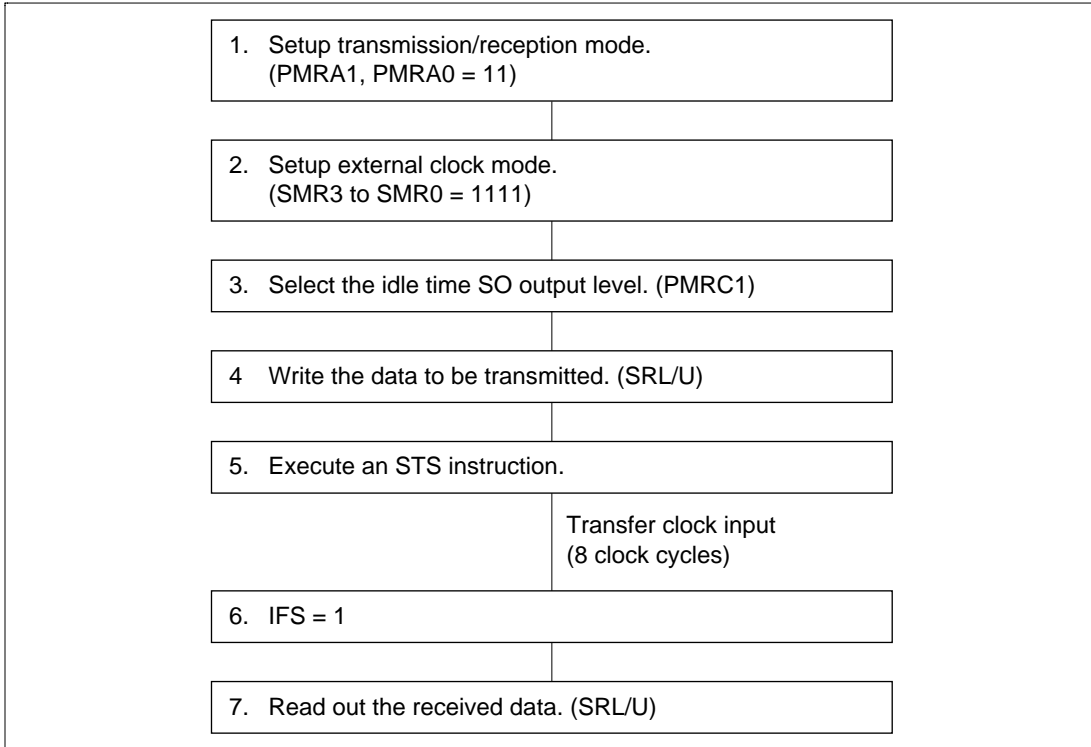 1. Setup transmission/reception mode.
(PMRA1, PMRA0 = 11)
2. Setup external clock mode.
(SMR3 to SMR0 = 1111)
3. Select the idle time SO output level. (PMRC1)
4 Write the data to be transmitted. (SRL/U)
5. Execute an STS instruction.
Transfer clock input
(8 clock cycles)
6. IFS = 1
7. Read out the received data. (SRL/U)